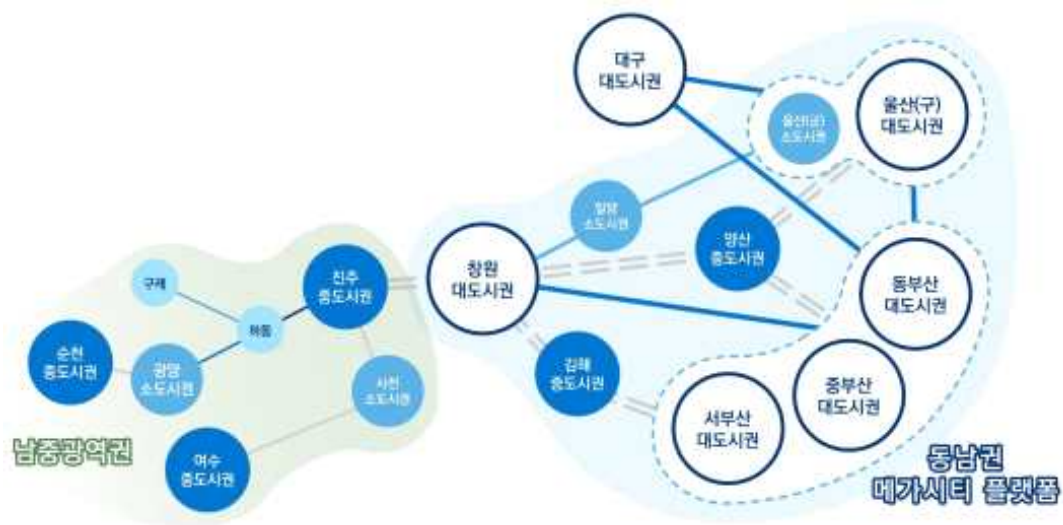 대구
대도시권
울산(군)
소도시권
울산(구)
대도시권
밀양
소도시권
양산
중도시권
창원
대도시권
동부산
대도시권
진주
중도시권
구례
하동
순천
중도시권
광양
소도시권
사천
소도시권
김해
중도시권
중부산
대도시권
서부산
대도시권
여수
중도시권
남중광역권
동남권
메가시티 플랫폼